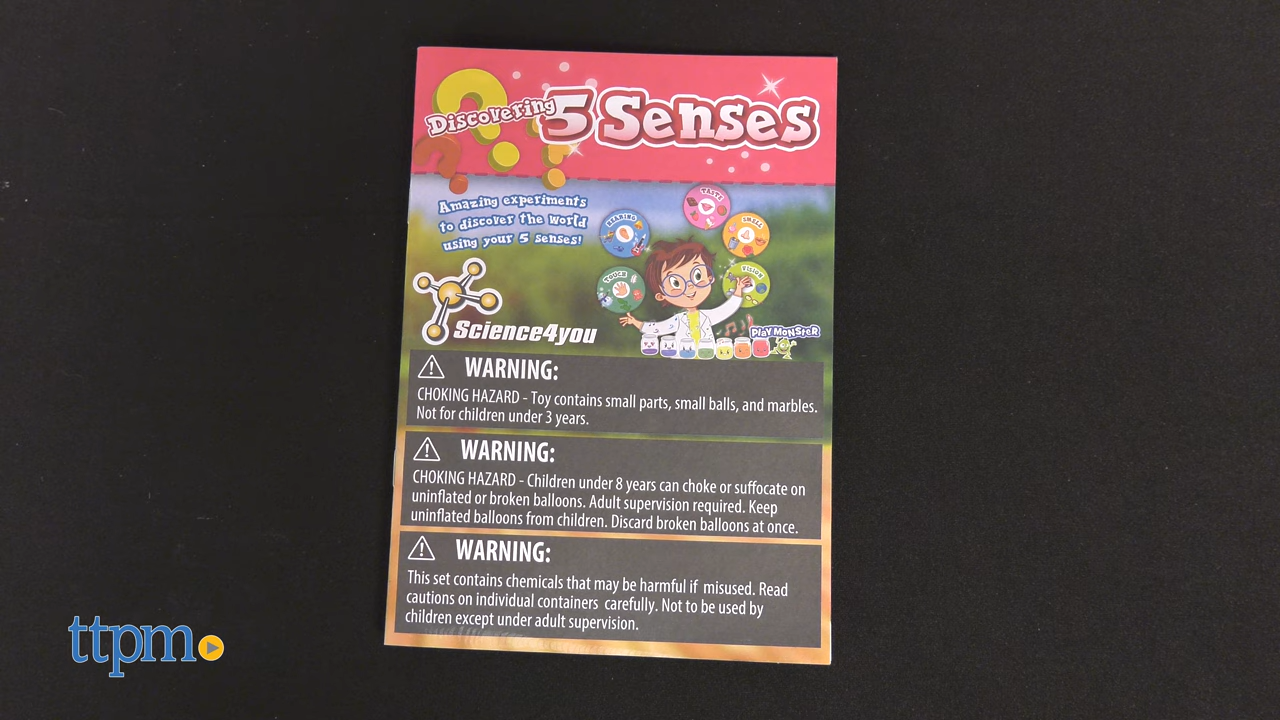 Discovering 5 Senses
Amazing experiments
to discover the world
using your 5 senses!
TASTE
HEARING
SMELL
TOUCH
VISION
Science4you
PLAY MONSTER
WARNING:
CHOKING HAZARD - Toy contains small parts, small balls, and marbles.
Not for children under 3 years.
WARNING:
CHOKING HAZARD - Children under 8 years can choke or suffocate on
uninflated or broken balloons. Adult supervision required. Keep
uninflated balloons from children. Discard broken balloons at once.
WARNING:
This set contains chemicals that may be harmful if misused. Read
cautions on individual containers carefully. Not to be used by
children except under adult supervision.
ttpm